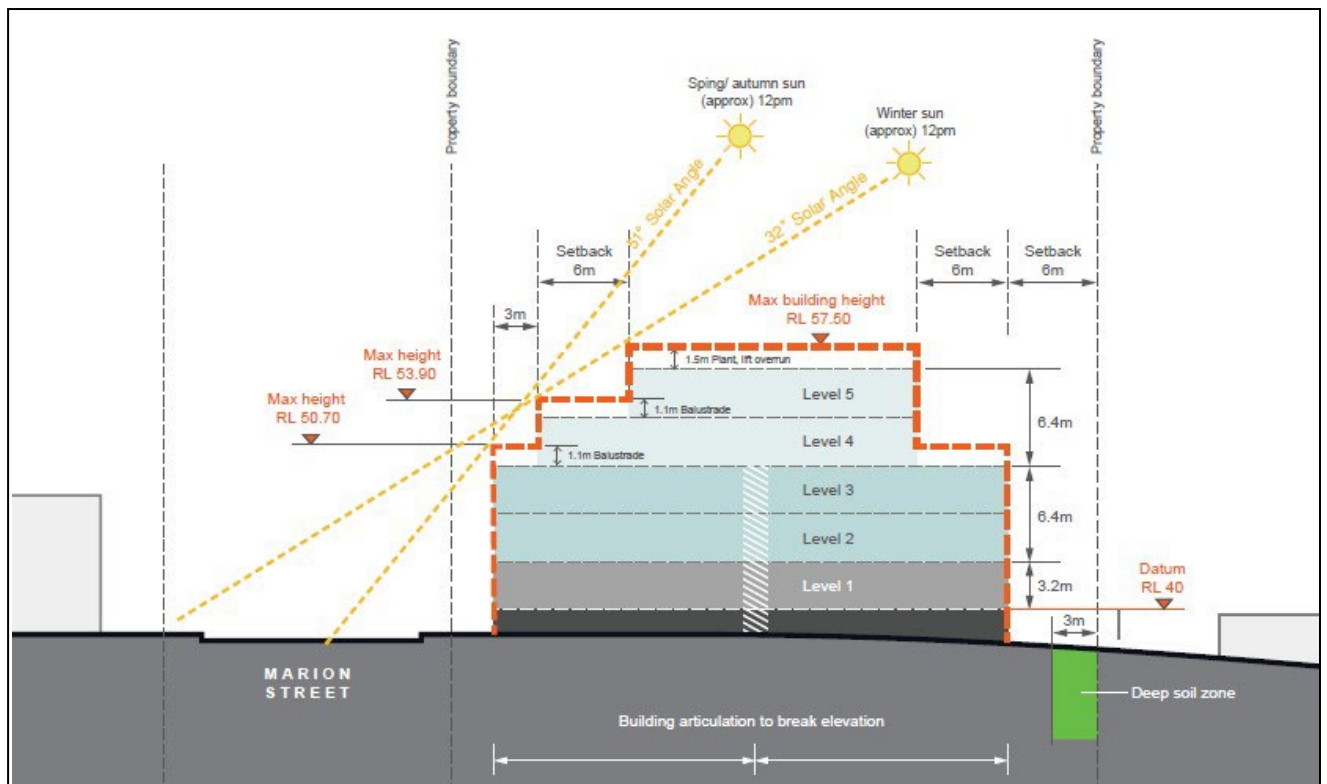 Property boundary
Sping/ autumn sun
(approx) 12pm
Winter sun
(approx) 12pm
Property boundary
51° Solar Angle
32° Solar Angle
Setback
6m
Setback
6m
Setback
6m
3m
Max building height
RL 57.50
1.5m Plant, lift overrun
Max height
RL 53.90
Max height
RL 50.70
Level 5
1.1m Balustrade
6.4m
Level 4
1.1m Balustrade
Level 3
6.4m
Level 2
Level 1
3.2m
Datum
RL 40
3m
MARION
STREET
Deep soil zone
Building articulation to break elevation